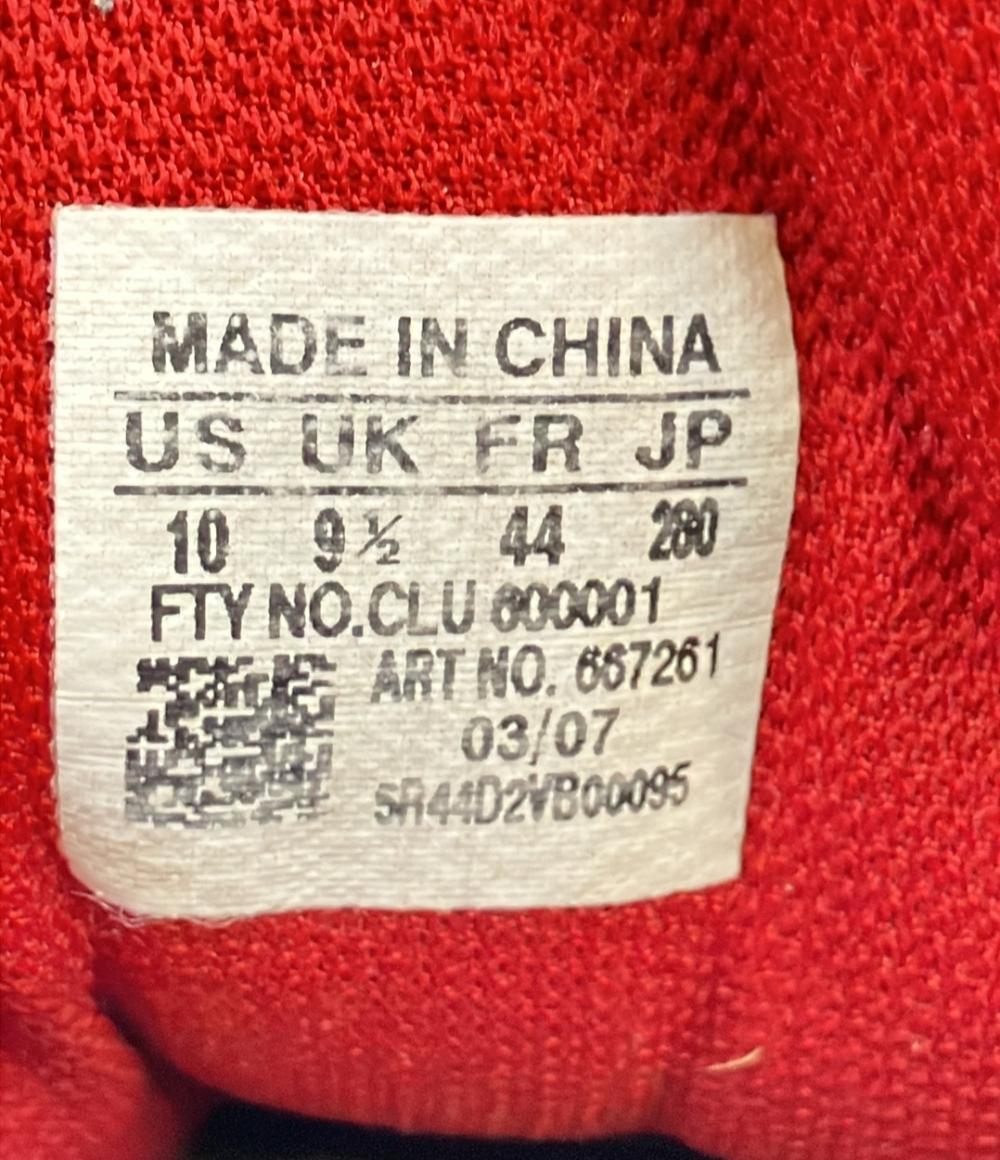 MADE IN CHINA
US UK FR JP
10 9½ 44 280
FTY NO.CLU 600001
ART NO. 667261
03/07
5R44D2VB00095